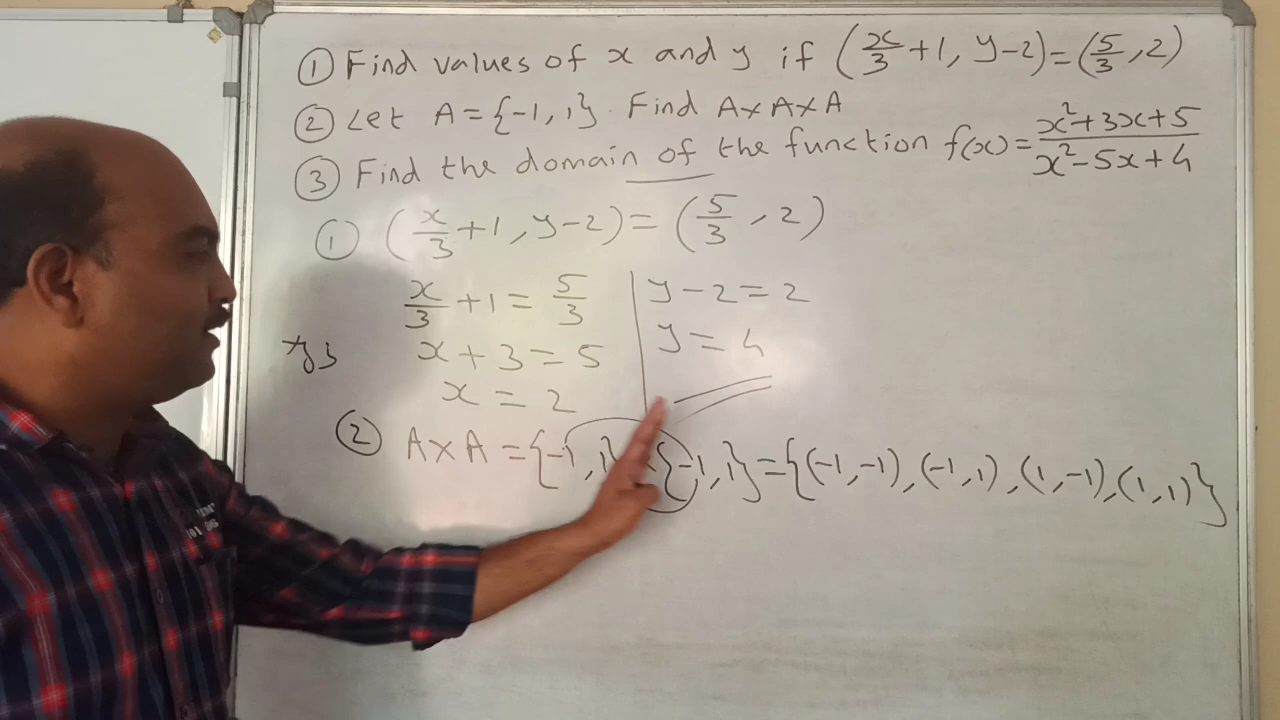 ① Find values of x and y if (x/3 + 1, y-2) = (5/3, 2)
② Let A = {-1, 1}. Find A×A×A
③ Find the domain of the function f(x) = (x²+3x+5)/(x²-5x+4)
① (x/3 + 1, y-2) = (5/3, 2)
x/3 + 1 = 5/3 | y-2 = 2
x + 3 = 5 | y = 4
x = 2
② A×A = {-1, 1} × {-1, 1} = {(-1,-1), (-1,1), (1,-1), (1,1)}